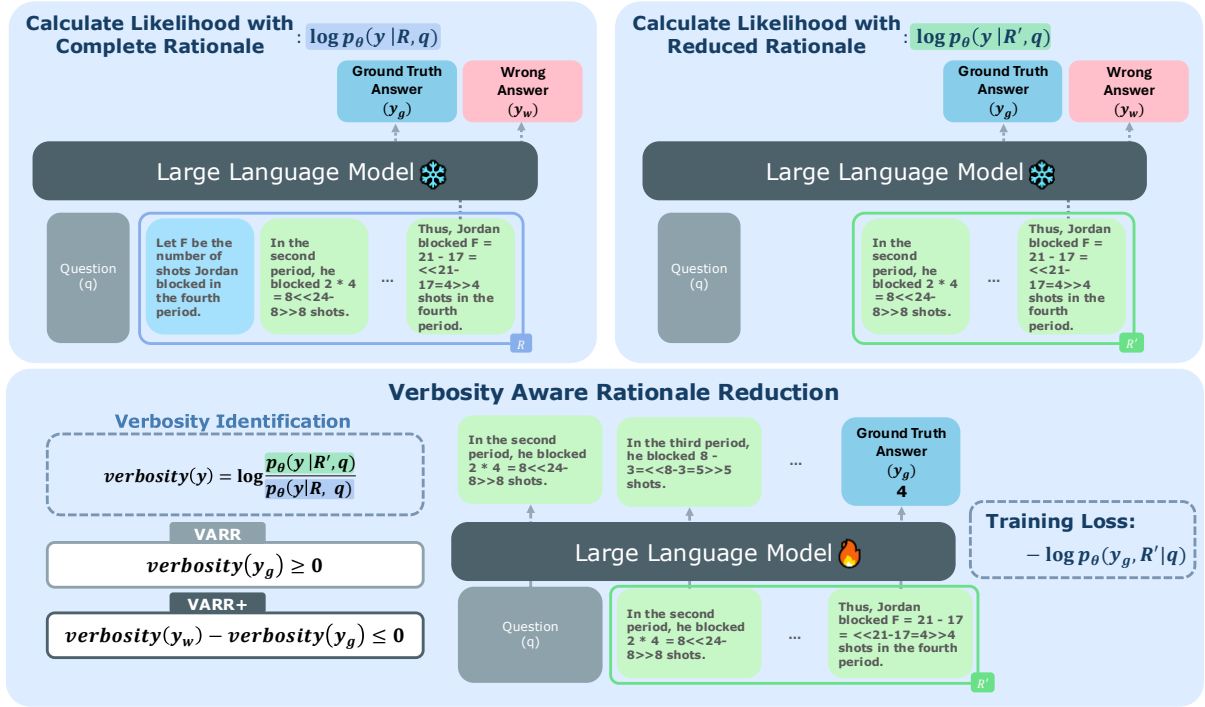 Calculate Likelihood with
Complete Rationale : log pθ(y |R, q)
Ground Truth
Answer
(y_g)
Wrong
Answer
(y_w)
Large Language Model
Question
(q)
Let F be the
number of
shots Jordan
blocked in
the fourth
period.
In the
second
period, he
blocked 2 * 4
= 8<<24-
8>>8 shots.
...
Thus, Jordan
blocked F =
21 - 17 =
<<21-
17=4>>4
shots in the
fourth
period.
R
Calculate Likelihood with
Reduced Rationale : log pθ(y |R′, q)
Ground Truth
Answer
(y_g)
Wrong
Answer
(y_w)
Large Language Model
Question
(q)
In the
second
period, he
blocked 2 * 4
= 8<<24-
8>>8 shots.
...
Thus, Jordan
blocked F =
21 - 17 =
<<21-
17=4>>4
shots in the
fourth
period.
R′
Verbosity Aware Rationale Reduction
Verbosity Identification
verbosity(y) = log pθ(y |R′, q) / pθ(y|R, q)
VARR
verbosity(y_g) ≥ 0
VARR+
verbosity(y_w) − verbosity(y_g) ≤ 0
In the second
period, he blocked
2 * 4 = 8<<24-
8>>8 shots.
In the third period,
he blocked 8 -
3=<<8-3=5>>5
shots.
...
Ground Truth
Answer
(y_g)
4
Large Language Model
Question
(q)
In the second
period, he blocked
2 * 4 = 8<<24-
8>>8 shots.
...
Thus, Jordan
blocked F = 21 - 17
= <<21-17=4>>4
shots in the fourth
period.
R′
Training Loss:
− log pθ(y_g, R′|q)